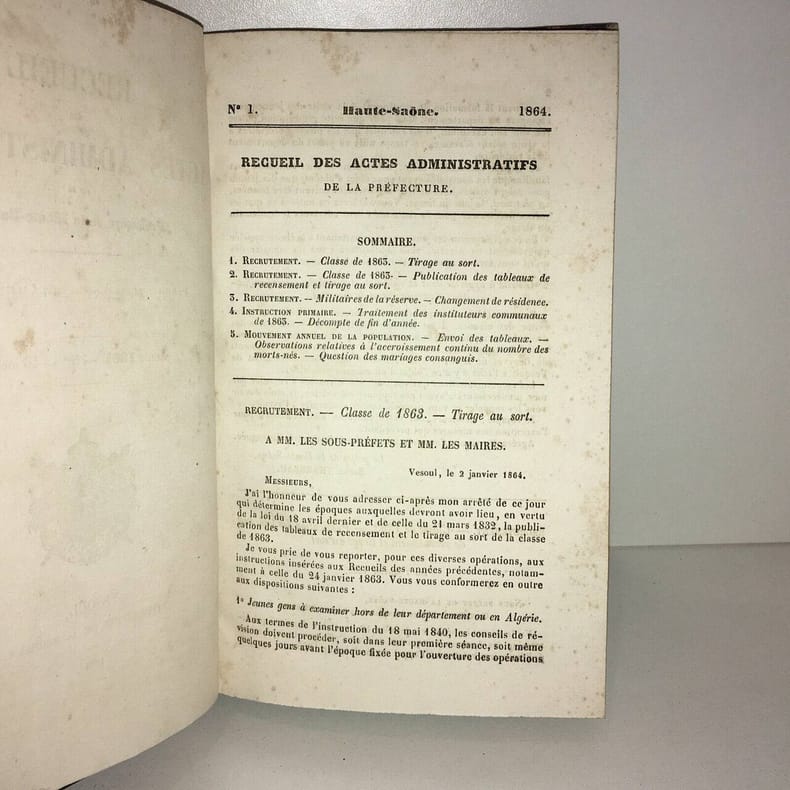 N° 1. Haute-Saône. 1864.
RECUEIL DES ACTES ADMINISTRATIFS
DE LA PRÉFECTURE.
SOMMAIRE.
1. RECRUTEMENT. — Classe de 1863. — Tirage au sort.
2. RECRUTEMENT. — Classe de 1863- — Publication des tableaux de
recensement et tirage au sort.
3. RECRUTEMENT. — Militaires de la réserve. — Changement de résidence.
4. INSTRUCTION PRIMAIRE. — Traitement des instituteurs communaux
de 1863. — Décompte de fin d'année.
5. MOUVEMENT ANNUEL DE LA POPULATION. — Envoi des tableaux. —
Observations relatives à l'accroissement continu du nombre des
morts-nés. — Question des mariages consanguis.
RECRUTEMENT. — Classe de 1863. — Tirage au sort.
A MM. LES SOUS-PRÉFETS ET MM. LES MAIRES.
Vesoul, le 2 janvier 1864.
MESSIEURS,
J'ai l'honneur de vous adresser ci-après mon arrêté de ce jour
qui détermine les époques auxquelles devront avoir lieu, en vertu
de la loi du 18 avril dernier et de celle du 21 mars 1832, la publi-
cation des tableaux de recensement et le tirage au sort de la classe
de 1863.
Je vous prie de vous reporter, pour ces diverses opérations, aux
instructions insérées aux Recueils des années précédentes, notam-
ment à celle du 24 janvier 1863. Vous vous conformerez en outre
aux dispositions suivantes :
1° Jeunes gens à examiner hors de leur département ou en Algérie.
Aux termes de l'instruction du 18 mai 1840, les conseils de ré-
vision doivent procéder, soit dans leur première séance, soit même
quelques jours avant l'époque fixée pour l'ouverture des opérations